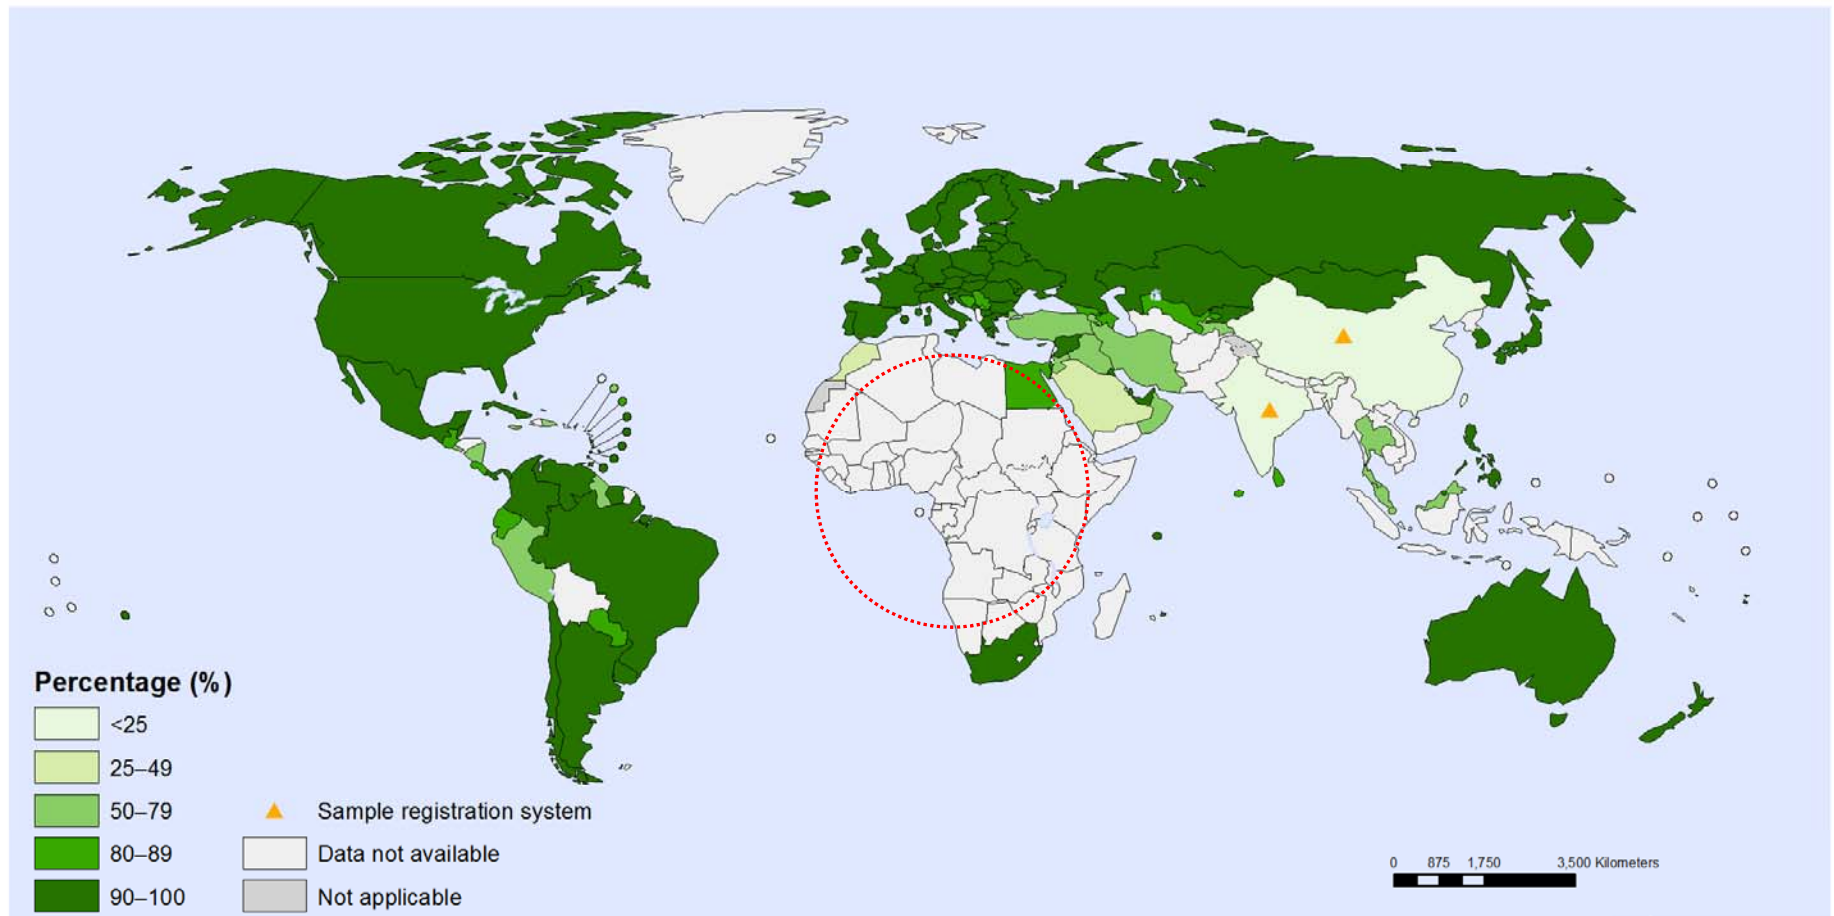 Percentage (%)
<25
25–49
50–79
80–89
90–100
Sample registration system
Data not available
Not applicable
0 875 1,750 3,500 Kilometers